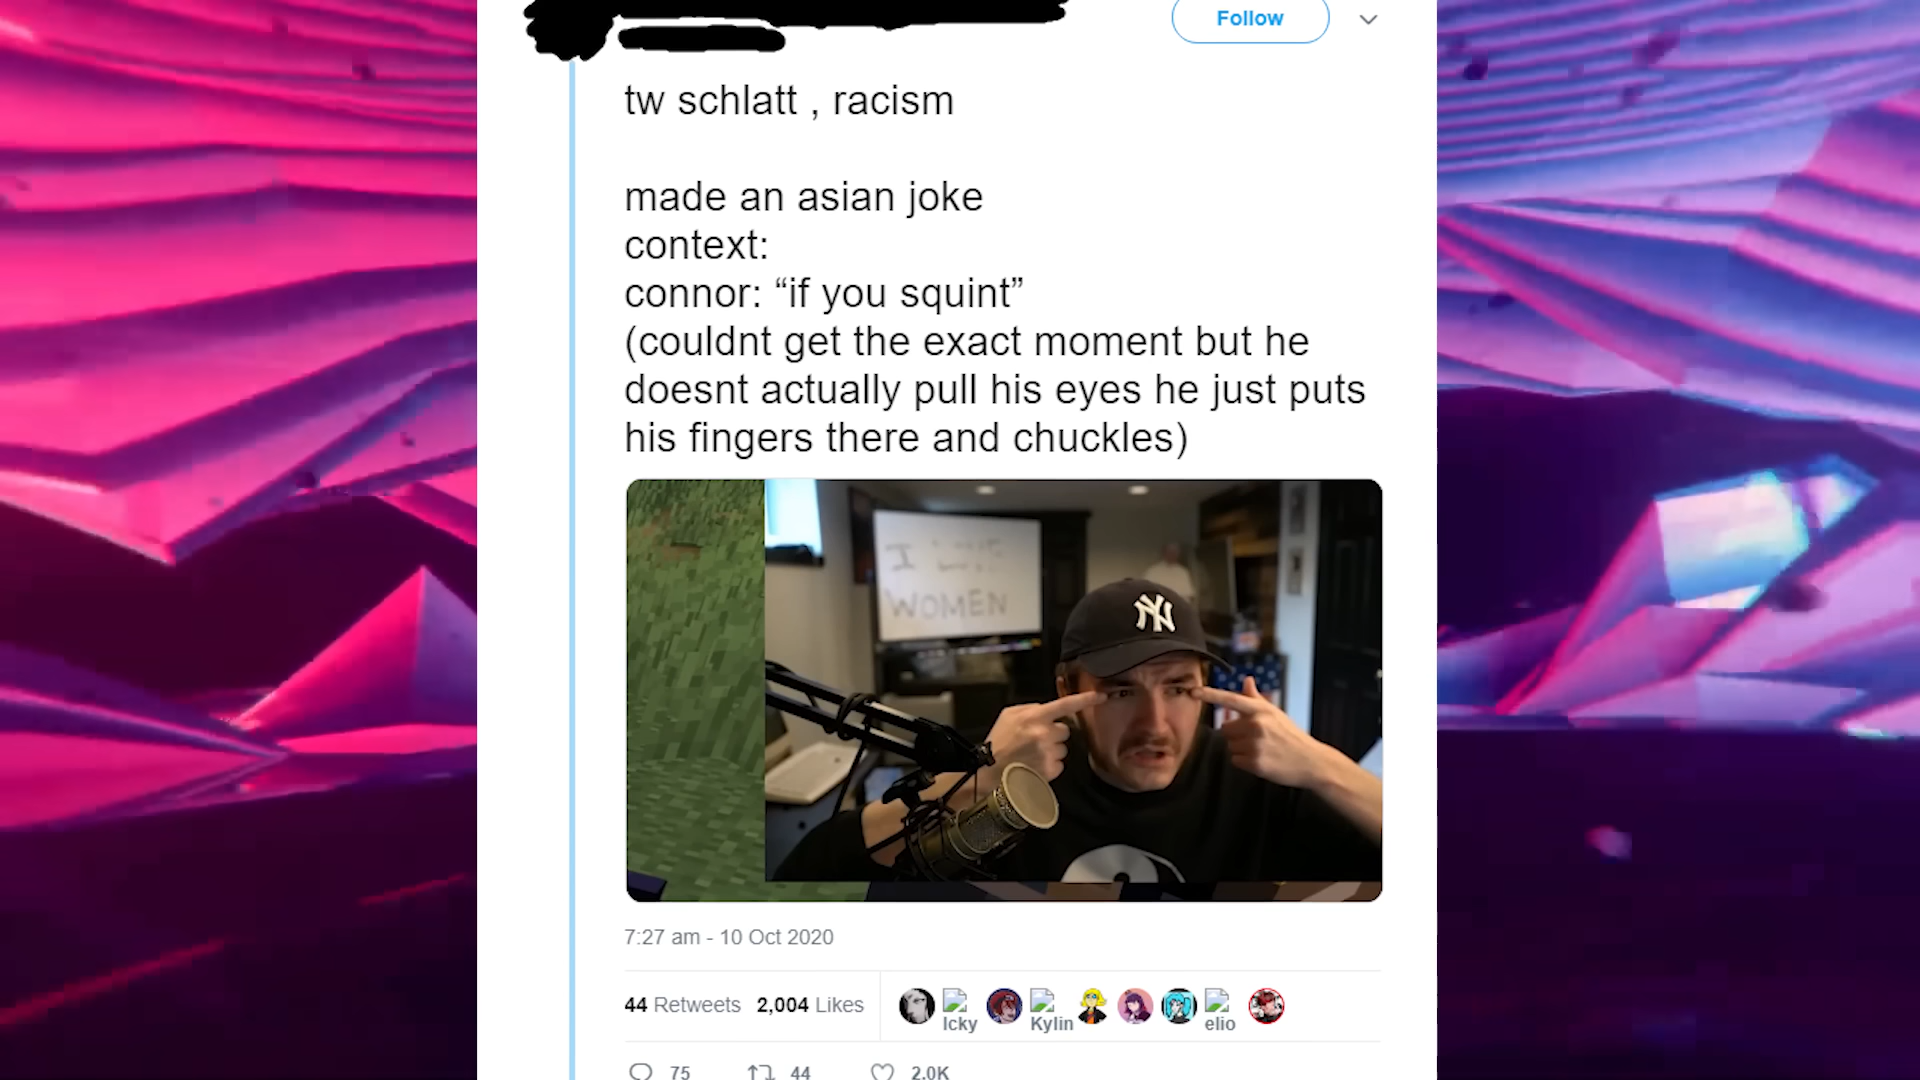 Follow
tw schlatt , racism
made an asian joke
context:
connor: “if you squint”
(couldnt get the exact moment but he
doesnt actually pull his eyes he just puts
his fingers there and chuckles)
I
WOMEN
NY
7:27 am - 10 Oct 2020
44 Retweets 2,004 Likes
Icky Kylin elio
75 44 2.0K